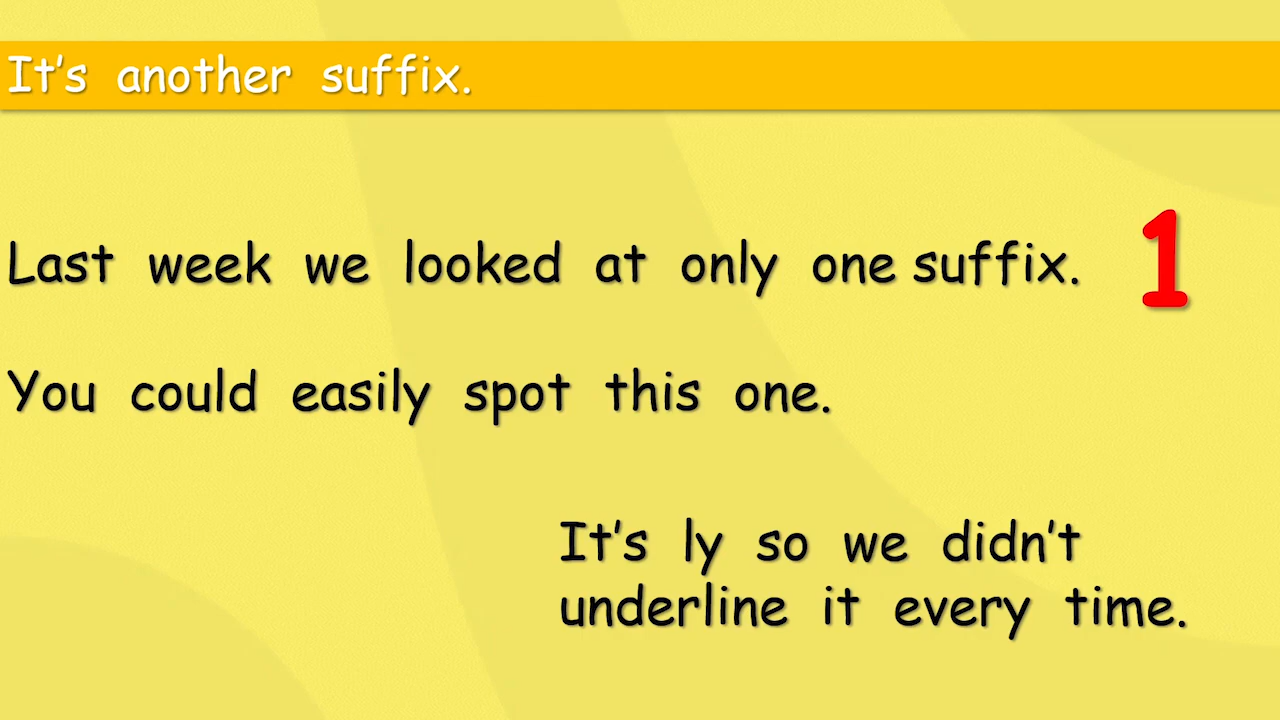 It’s another suffix.
Last week we looked at only one suffix. 1
You could easily spot this one.
It’s ly so we didn’t
underline it every time.